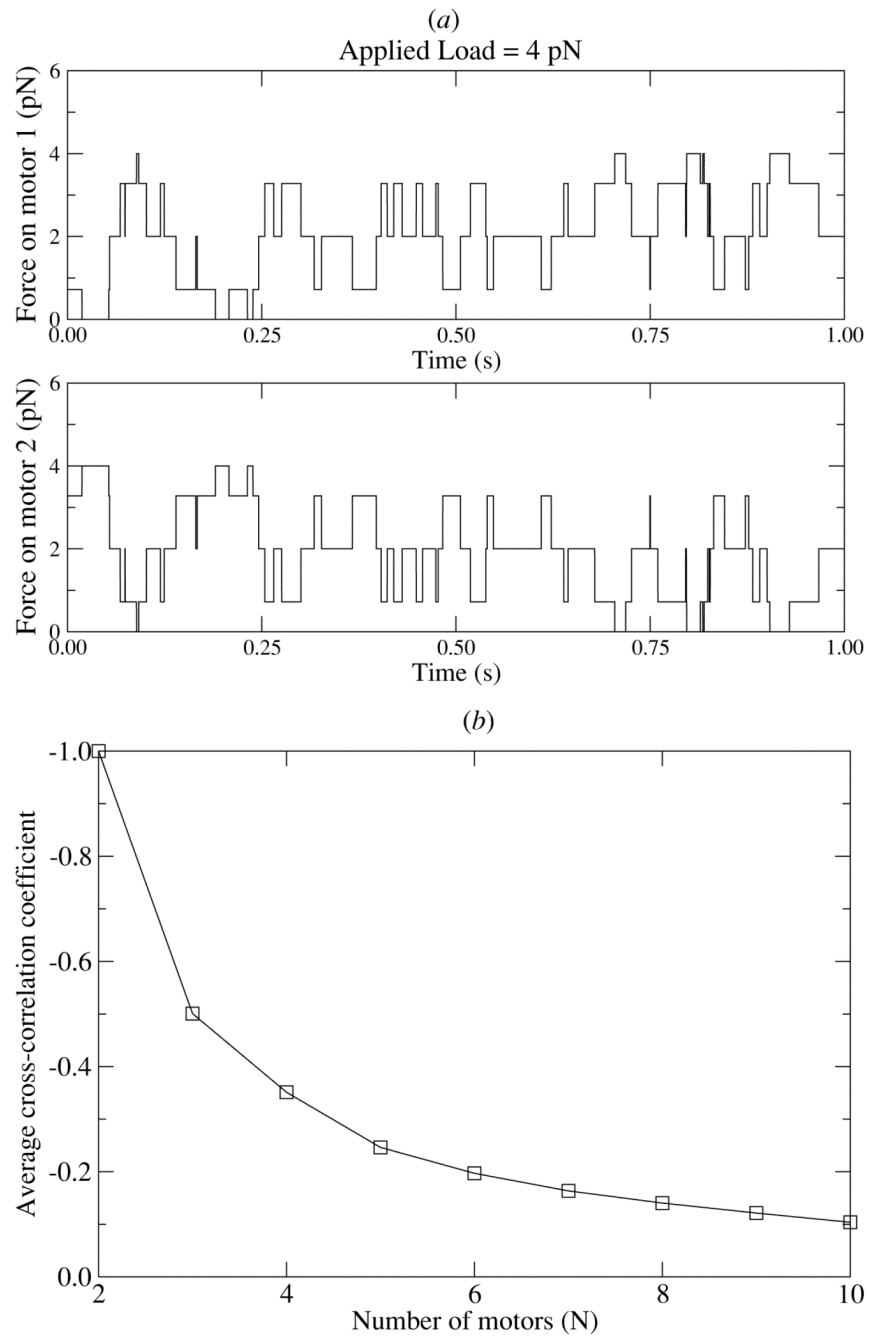 (a)
Applied Load = 4 pN
Force on motor 1 (pN)
6
4
2
0
0.00 0.25 0.50 0.75 1.00
Time (s)
Force on motor 2 (pN)
6
4
2
0
0.00 0.25 0.50 0.75 1.00
Time (s)
(b)
Average cross-correlation coefficient
-1.0
-0.8
-0.6
-0.4
-0.2
0.0
2 4 6 8 10
Number of motors (N)